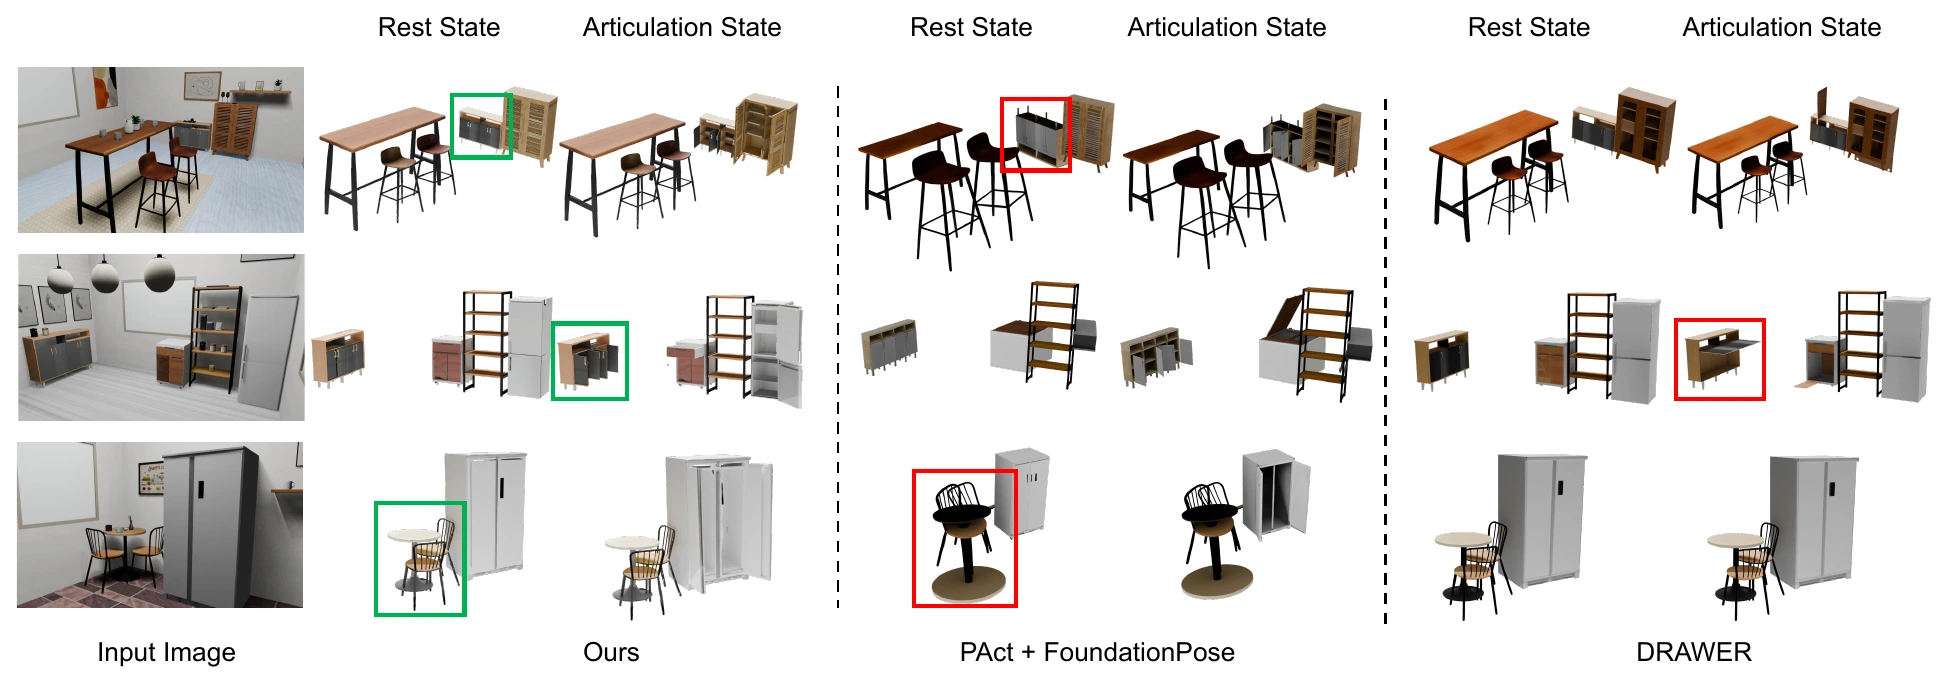 Rest State Articulation State Rest State Articulation State Rest State Articulation State
Input Image Ours PAct + FoundationPose DRAWER